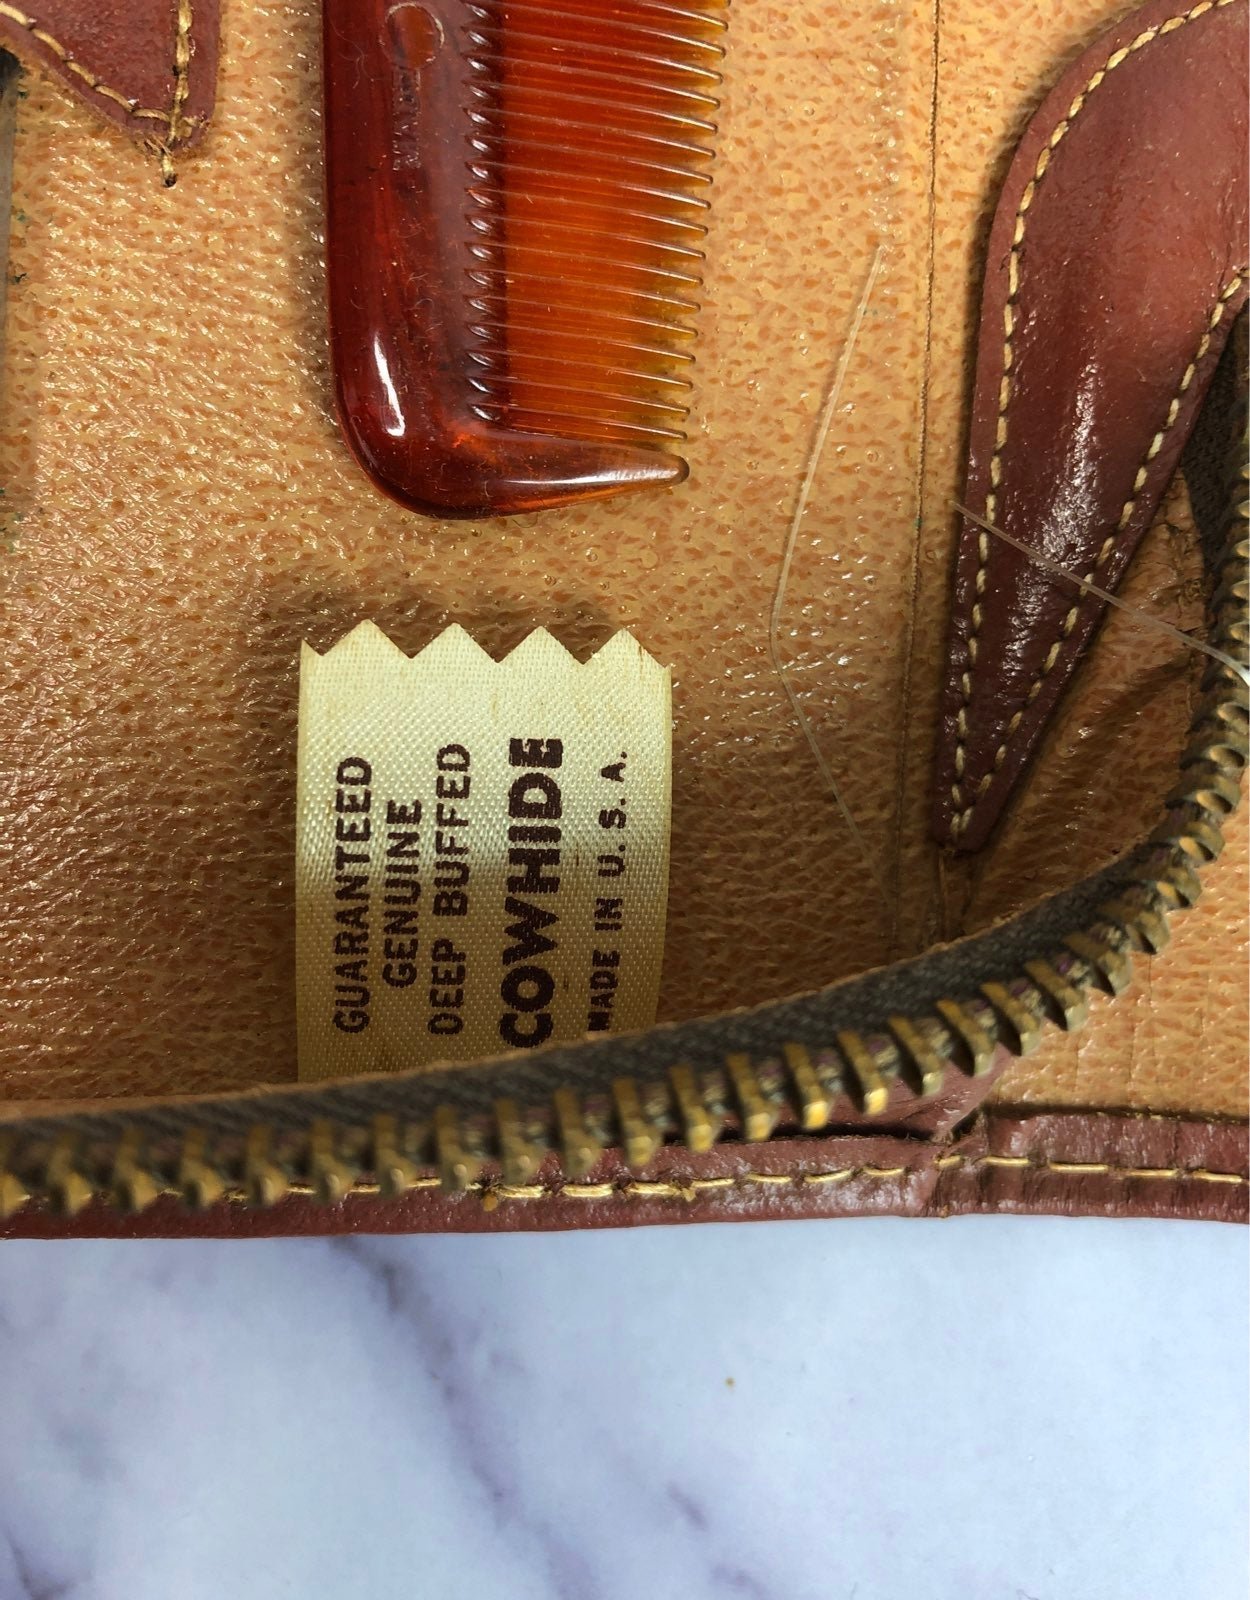 GUARANTEED
GENUINE
DEEP BUFFED
COWHIDE
MADE IN U.S.A.